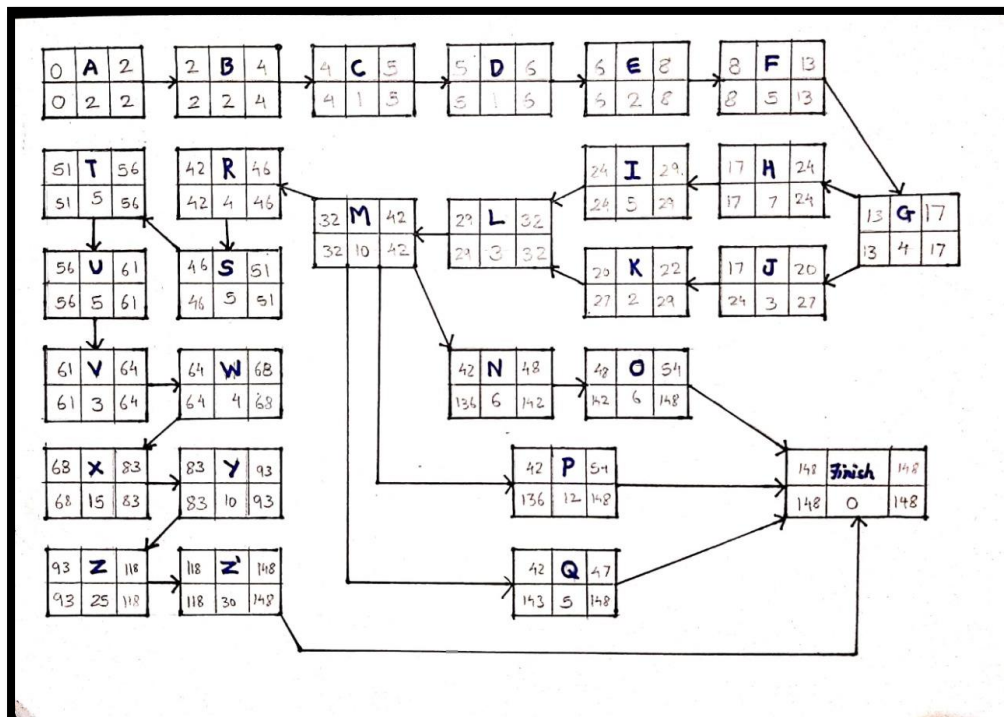 0 A 2 2 B 4 4 C 5 5 D 6 6 E 8 8 F 13
0 2 2 2 2 4 4 1 5 5 1 6 6 2 8 8 5 13
51 T 56 42 R 46 24 I 29 17 H 24
51 5 56 42 4 46 24 5 29 17 7 24
32 M 42 29 L 32 13 G 17
32 10 42 29 3 32 13 4 17
56 U 61 46 S 51 20 K 22 17 J 20
56 5 61 46 5 51 27 2 29 24 3 27
61 V 64 64 W 68 42 N 48 48 O 54
61 3 64 64 4 68 136 6 142 142 6 148
68 X 83 83 Y 93 42 P 54 148 Finish 148
68 15 83 83 10 93 136 12 148 148 0 148
93 Z 118 118 Z' 148 42 Q 47
93 25 118 118 30 148 143 5 148